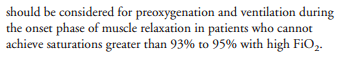 should be considered for preoxygenation and ventilation during
the onset phase of muscle relaxation in patients who cannot
achieve saturations greater than 93% to 95% with high FiO₂.